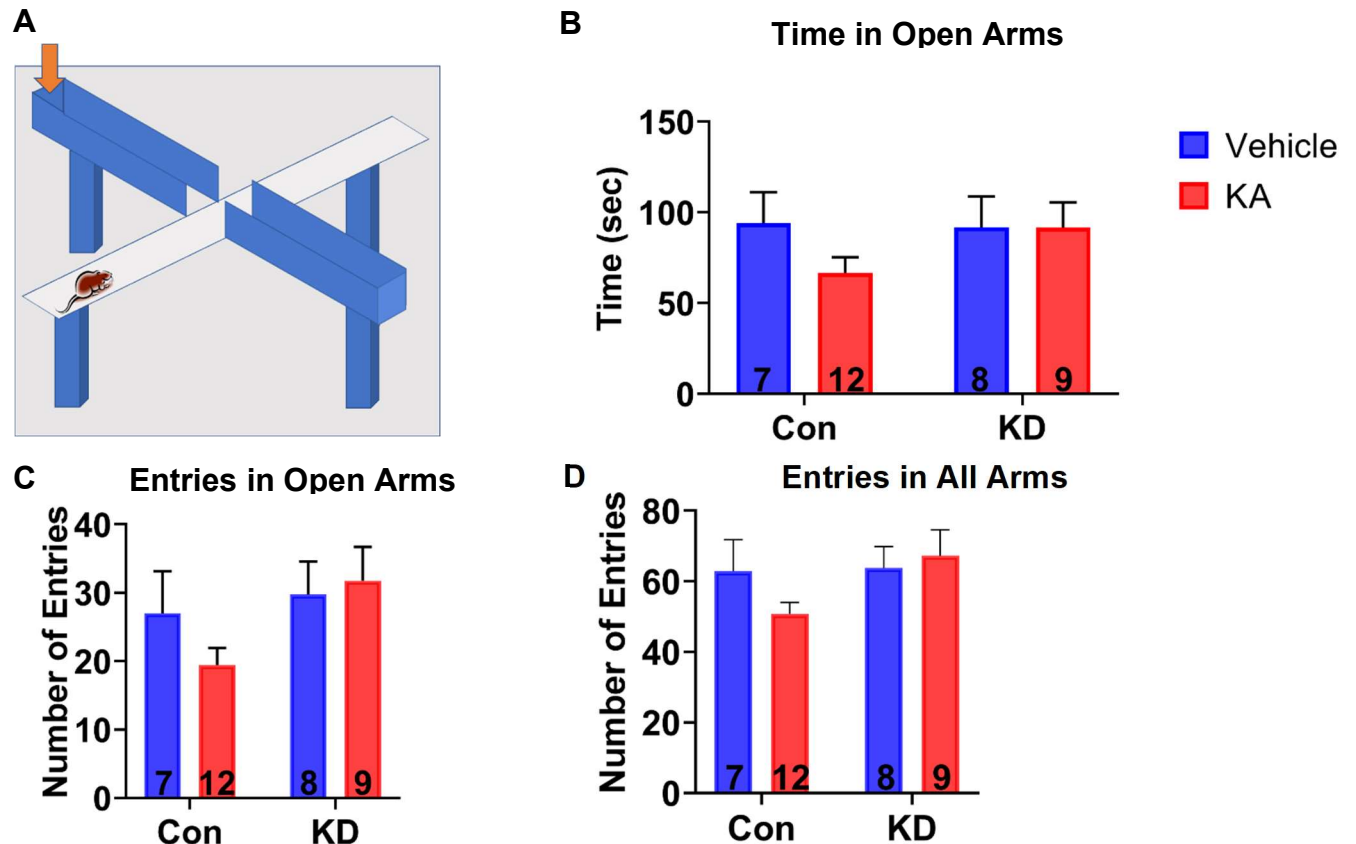 A
B
Time in Open Arms
150
100
50
0
Time (sec)
7
12
8
9
Con
KD
Vehicle
KA
C
Entries in Open Arms
40
30
20
10
0
Number of Entries
7
12
8
9
Con
KD
D
Entries in All Arms
80
60
40
20
0
Number of Entries
7
12
8
9
Con
KD